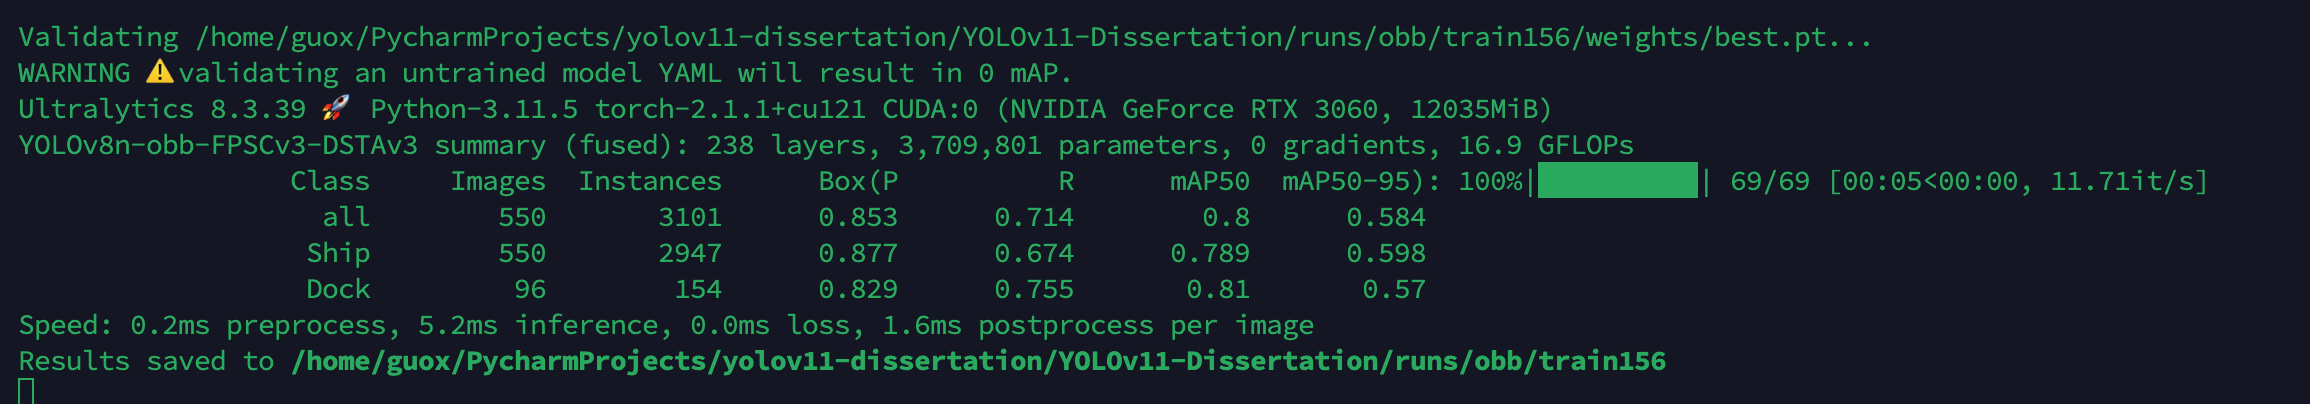 Validating /home/guox/PycharmProjects/yolov11-dissertation/YOLOv11-Dissertation/runs/obb/train156/weights/best.pt...
WARNING ⚠️validating an untrained model YAML will result in 0 mAP.
Ultralytics 8.3.39 🚀 Python-3.11.5 torch-2.1.1+cu121 CUDA:0 (NVIDIA GeForce RTX 3060, 12035MiB)
YOLOv8n-obb-FPSCv3-DSTAv3 summary (fused): 238 layers, 3,709,801 parameters, 0 gradients, 16.9 GFLOPs
Class Images Instances Box(P R mAP50 mAP50-95): 100%|██████████| 69/69 [00:05<00:00, 11.71it/s]
all 550 3101 0.853 0.714 0.8 0.584
Ship 550 2947 0.877 0.674 0.789 0.598
Dock 96 154 0.829 0.755 0.81 0.57
Speed: 0.2ms preprocess, 5.2ms inference, 0.0ms loss, 1.6ms postprocess per image
Results saved to /home/guox/PycharmProjects/yolov11-dissertation/YOLOv11-Dissertation/runs/obb/train156